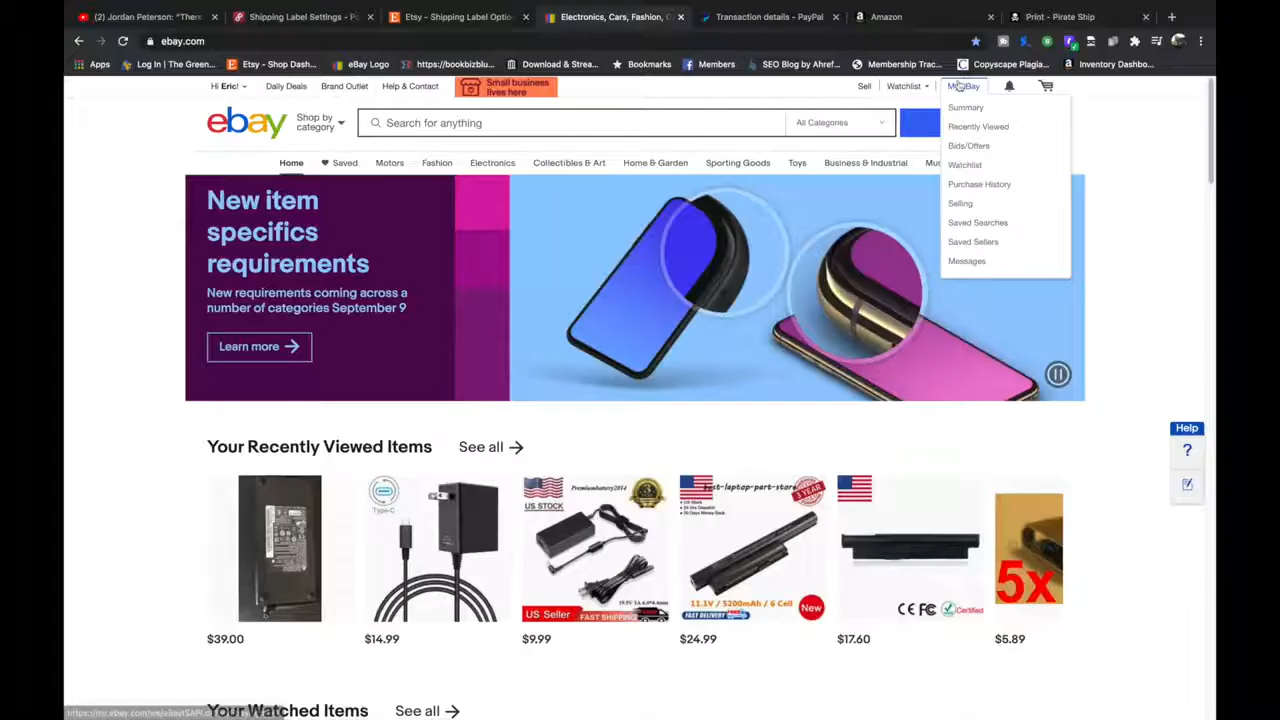 Jordan Peterson: "There
Shipping Label Settings - P
Etsy - Shipping Label Optio
Electronics, Cars, Fashion, C
Transaction details - PayPal
Amazon
Print - Pirate Ship
ebay.com
Apps
Log In | The Green...
Etsy - Shop Dash...
eBay Logo
https://bookbizblu...
Download & Strea...
Bookmarks
Members
SEO Blog by Ahref...
Membership Trac...
Copyscape Plagia...
Inventory Dashbo...
Hi Eric!
Daily Deals
Brand Outlet
Help & Contact
Small business
lives here
Sell
Watchlist
ebay
Shop by
category
Search for anything
All Categories
Summary
Recently Viewed
Bids/Offers
Watchlist
Purchase History
Selling
Saved Searches
Saved Sellers
Messages
Home
Saved
Motors
Fashion
Electronics
Collectibles & Art
Home & Garden
Sporting Goods
Toys
Business & Industrial
New item
specifics
requirements
New requirements coming across a
number of categories September 9
Learn more
Help
?
Your Recently Viewed Items
See all
Type-C
US STOCK
Premiumbattery2014
19.5V
US Seller
FAST SHIPPING
best-laptop-part-store
3 YEAR
11.1V / 5200mAh / 6 Cell
FAST DELIVERY
New
CE FC
Certified
5x
$39.00
$14.99
$9.99
$24.99
$17.60
$5.89
Your Watched Items
See all